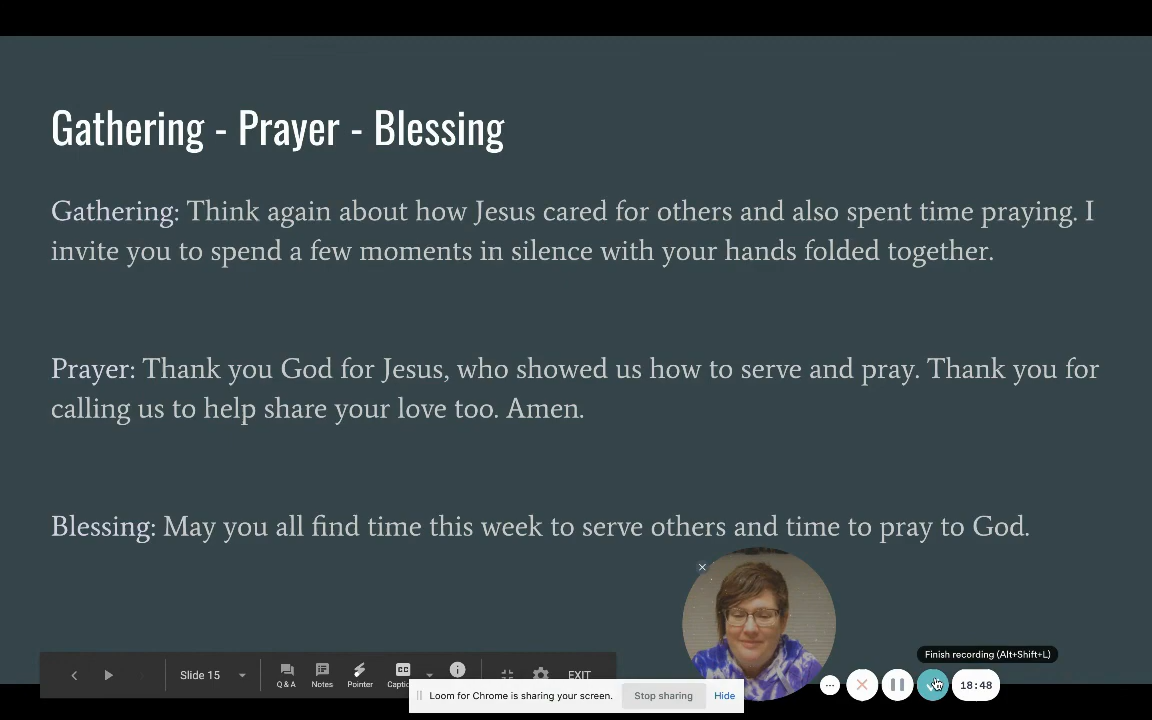 Gathering - Prayer - Blessing
Gathering: Think again about how Jesus cared for others and also spent time praying. I
invite you to spend a few moments in silence with your hands folded together.
Prayer: Thank you God for Jesus, who showed us how to serve and pray. Thank you for
calling us to help share your love too. Amen.
Blessing: May you all find time this week to serve others and time to pray to God.
Finish recording (Alt+Shift+L)
Slide 15
Q & A
Notes
Pointer
EXIT
18:48
Loom for Chrome is sharing your screen.
Stop sharing
Hide